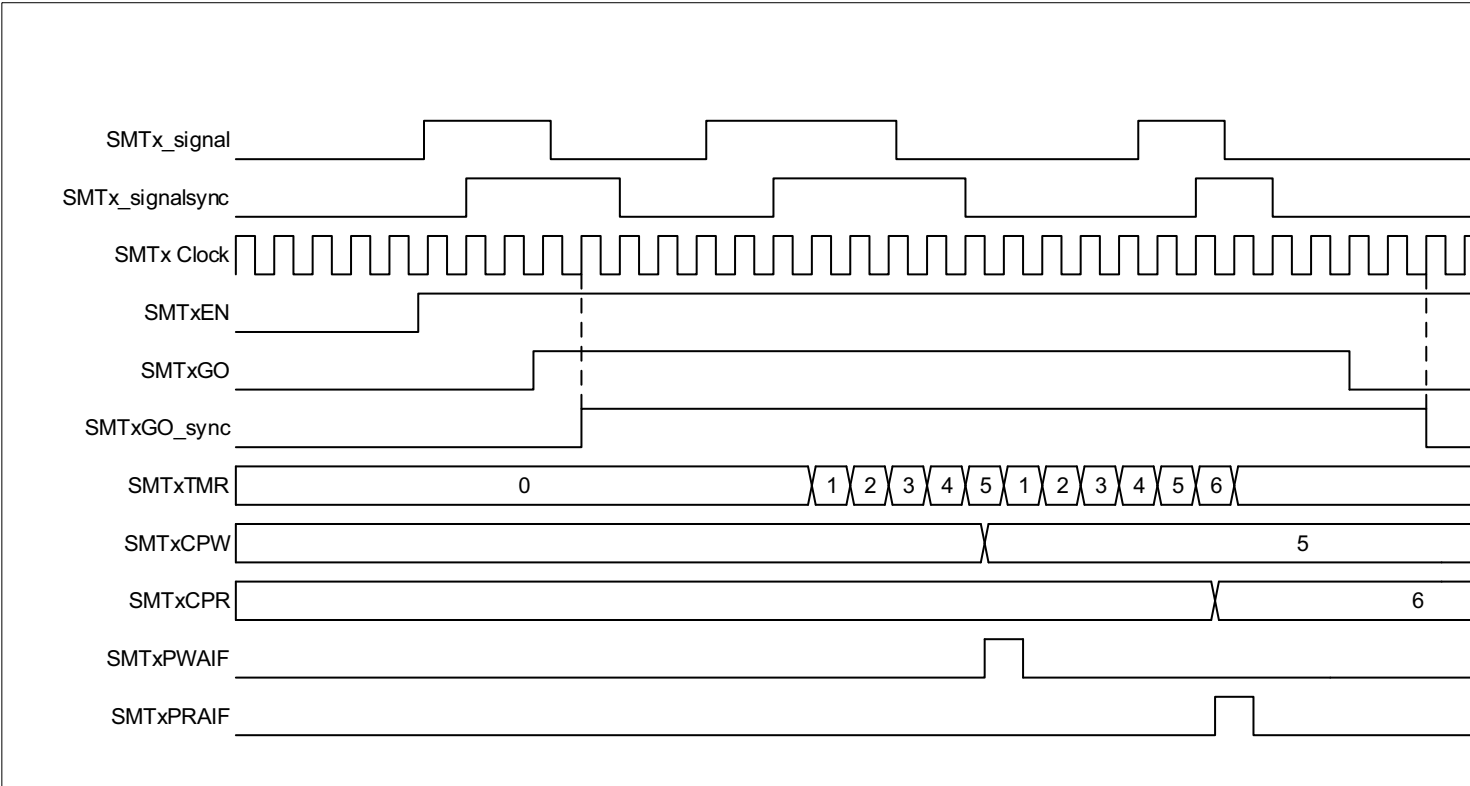 SMTx_signal
SMTx_signalsync
SMTx Clock
SMTxEN
SMTxGO
SMTxGO_sync
SMTxTMR 0 1 2 3 4 5 1 2 3 4 5 6
SMTxCPW 5
SMTxCPR 6
SMTxPWAIF
SMTxPRAIF